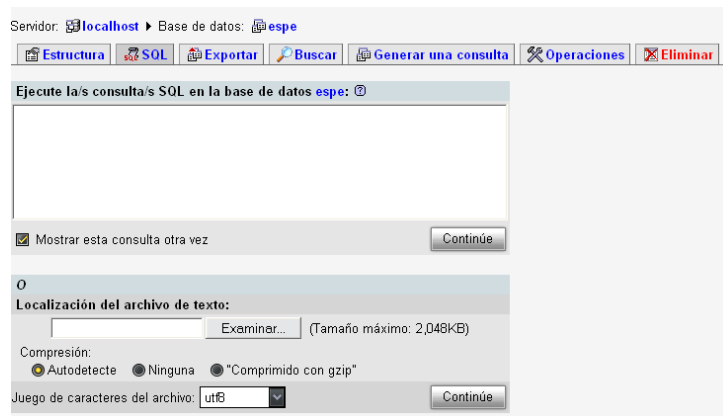 Servidor: localhost ▸ Base de datos: espe
Estructura SQL Exportar Buscar Generar una consulta Operaciones Eliminar
Ejecute la/s consulta/s SQL en la base de datos espe:
Mostrar esta consulta otra vez Continúe
O
Localización del archivo de texto:
Examinar... (Tamaño máximo: 2,048KB)
Compresión:
Autodetecte Ninguna "Comprimido con gzip"
Juego de caracteres del archivo: utf8 Continúe